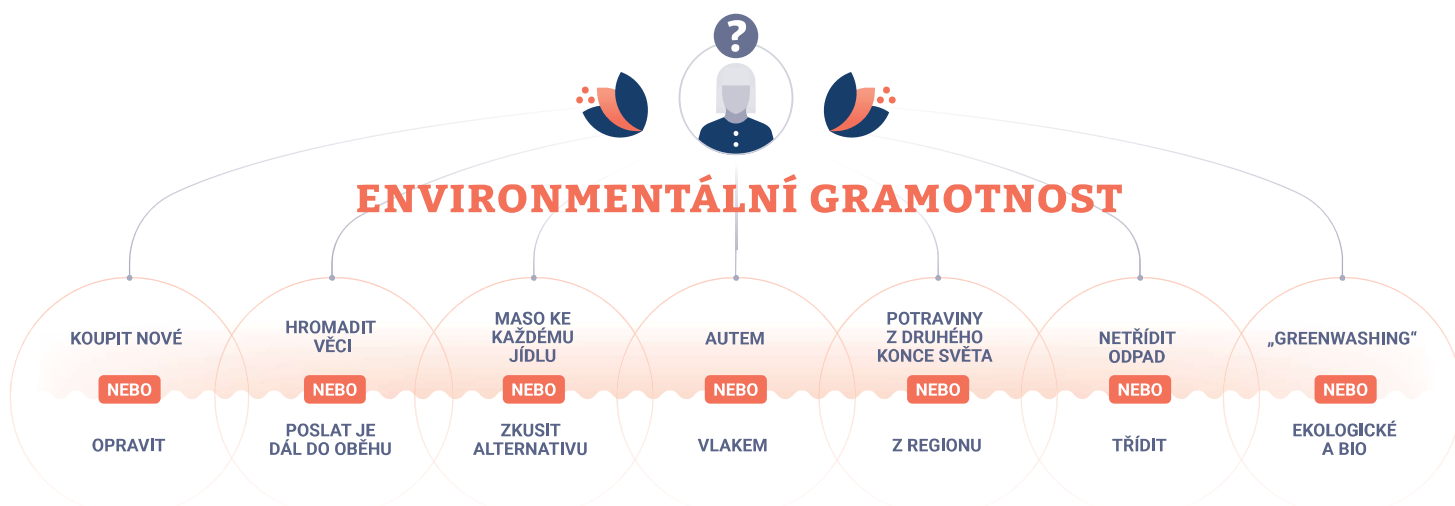 ?
ENVIRONMENTÁLNÍ GRAMOTNOST
KOUPIT NOVÉ
NEBO
OPRAVIT
HROMADIT
VĚCI
NEBO
POSLAT JE
DÁL DO OBĚHU
MASO KE
KAŽDÉMU
JÍDLU
NEBO
ZKUSIT
ALTERNATIVU
AUTEM
NEBO
VLAKEM
POTRAVINY
Z DRUHÉHO
KONCE SVĚTA
NEBO
Z REGIONU
NETŘÍDIT
ODPAD
NEBO
TŘÍDIT
„GREENWASHING“
NEBO
EKOLOGICKÉ
A BIO